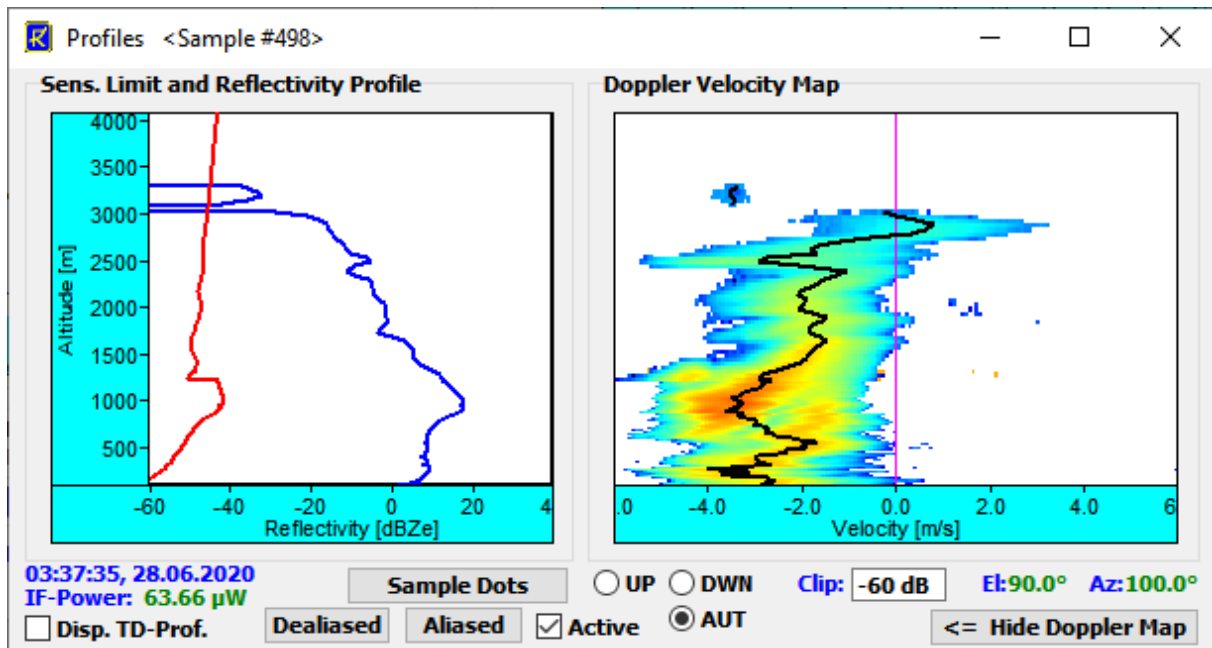 Profiles <Sample #498>
Sens. Limit and Reflectivity Profile
4000
3500
3000
2500
2000
1500
1000
500
Altitude [m]
-60 -40 -20 0 20 4
Reflectivity [dBZe]
Doppler Velocity Map
.0 -4.0 -2.0 0.0 2.0 4.0 6
Velocity [m/s]
03:37:35, 28.06.2020
IF-Power: 63.66 µW
Disp. TD-Prof.
Sample Dots
Dealiased
Aliased
Active
UP
DWN
AUT
Clip: -60 dB
El:90.0° Az:100.0°
<= Hide Doppler Map